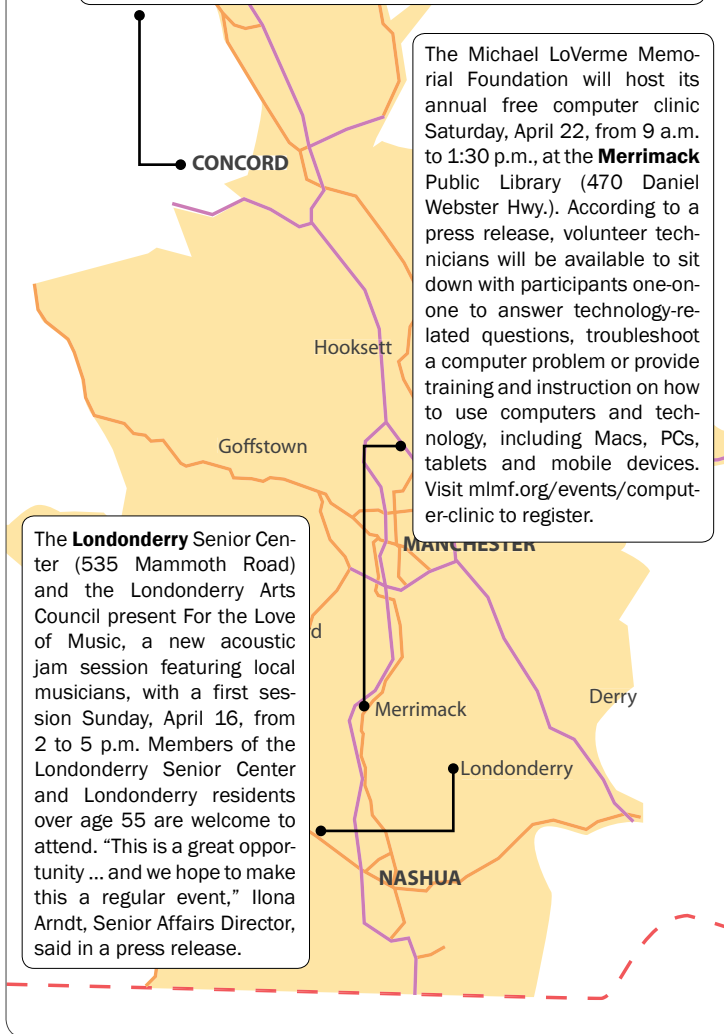 CONCORD
The Michael LoVerme Memo-
rial Foundation will host its
annual free computer clinic
Saturday, April 22, from 9 a.m.
to 1:30 p.m., at the Merrimack
Public Library (470 Daniel
Webster Hwy.). According to a
press release, volunteer tech-
nicians will be available to sit
down with participants one-on-
one to answer technology-re-
lated questions, troubleshoot
a computer problem or provide
training and instruction on how
to use computers and tech-
nology, including Macs, PCs,
tablets and mobile devices.
Visit mlmf.org/events/comput-
er-clinic to register.
Hooksett
Goffstown
MANCHESTER
The Londonderry Senior Cen-
ter (535 Mammoth Road)
and the Londonderry Arts
Council present For the Love
of Music, a new acoustic
jam session featuring local
musicians, with a first ses-
sion Sunday, April 16, from
2 to 5 p.m. Members of the
Londonderry Senior Center
and Londonderry residents
over age 55 are welcome to
attend. “This is a great oppor-
tunity ... and we hope to make
this a regular event,” Ilona
Arndt, Senior Affairs Director,
said in a press release.
d
Derry
Merrimack
Londonderry
NASHUA